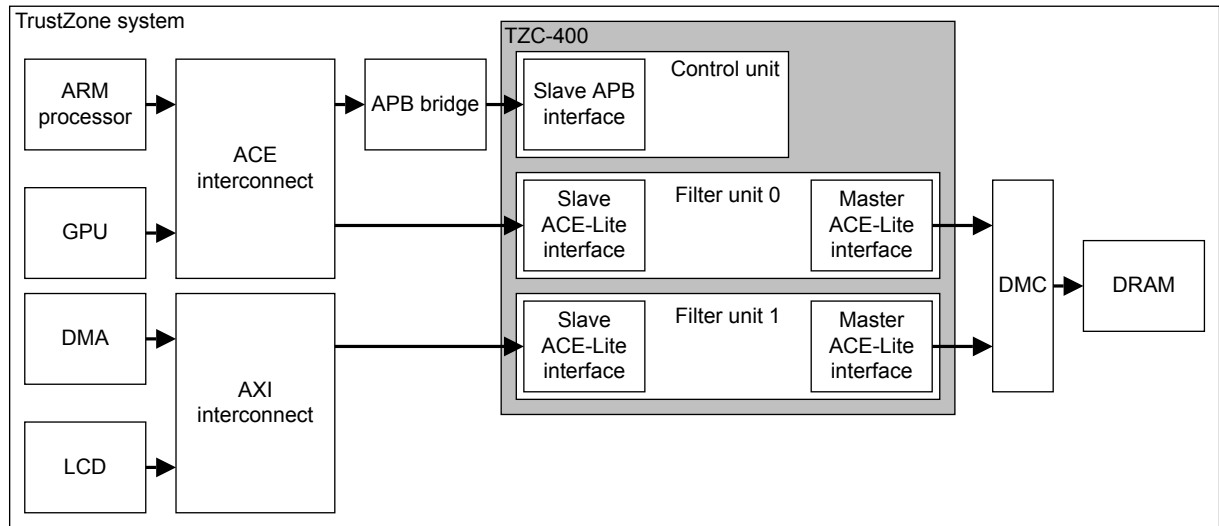 TrustZone system
TZC-400
ARM
processor
ACE
interconnect
APB bridge
Slave APB
interface
Control unit
GPU
Slave
ACE-Lite
interface
Filter unit 0
Master
ACE-Lite
interface
DMA
AXI
interconnect
Slave
ACE-Lite
interface
Filter unit 1
Master
ACE-Lite
interface
DMC
DRAM
LCD